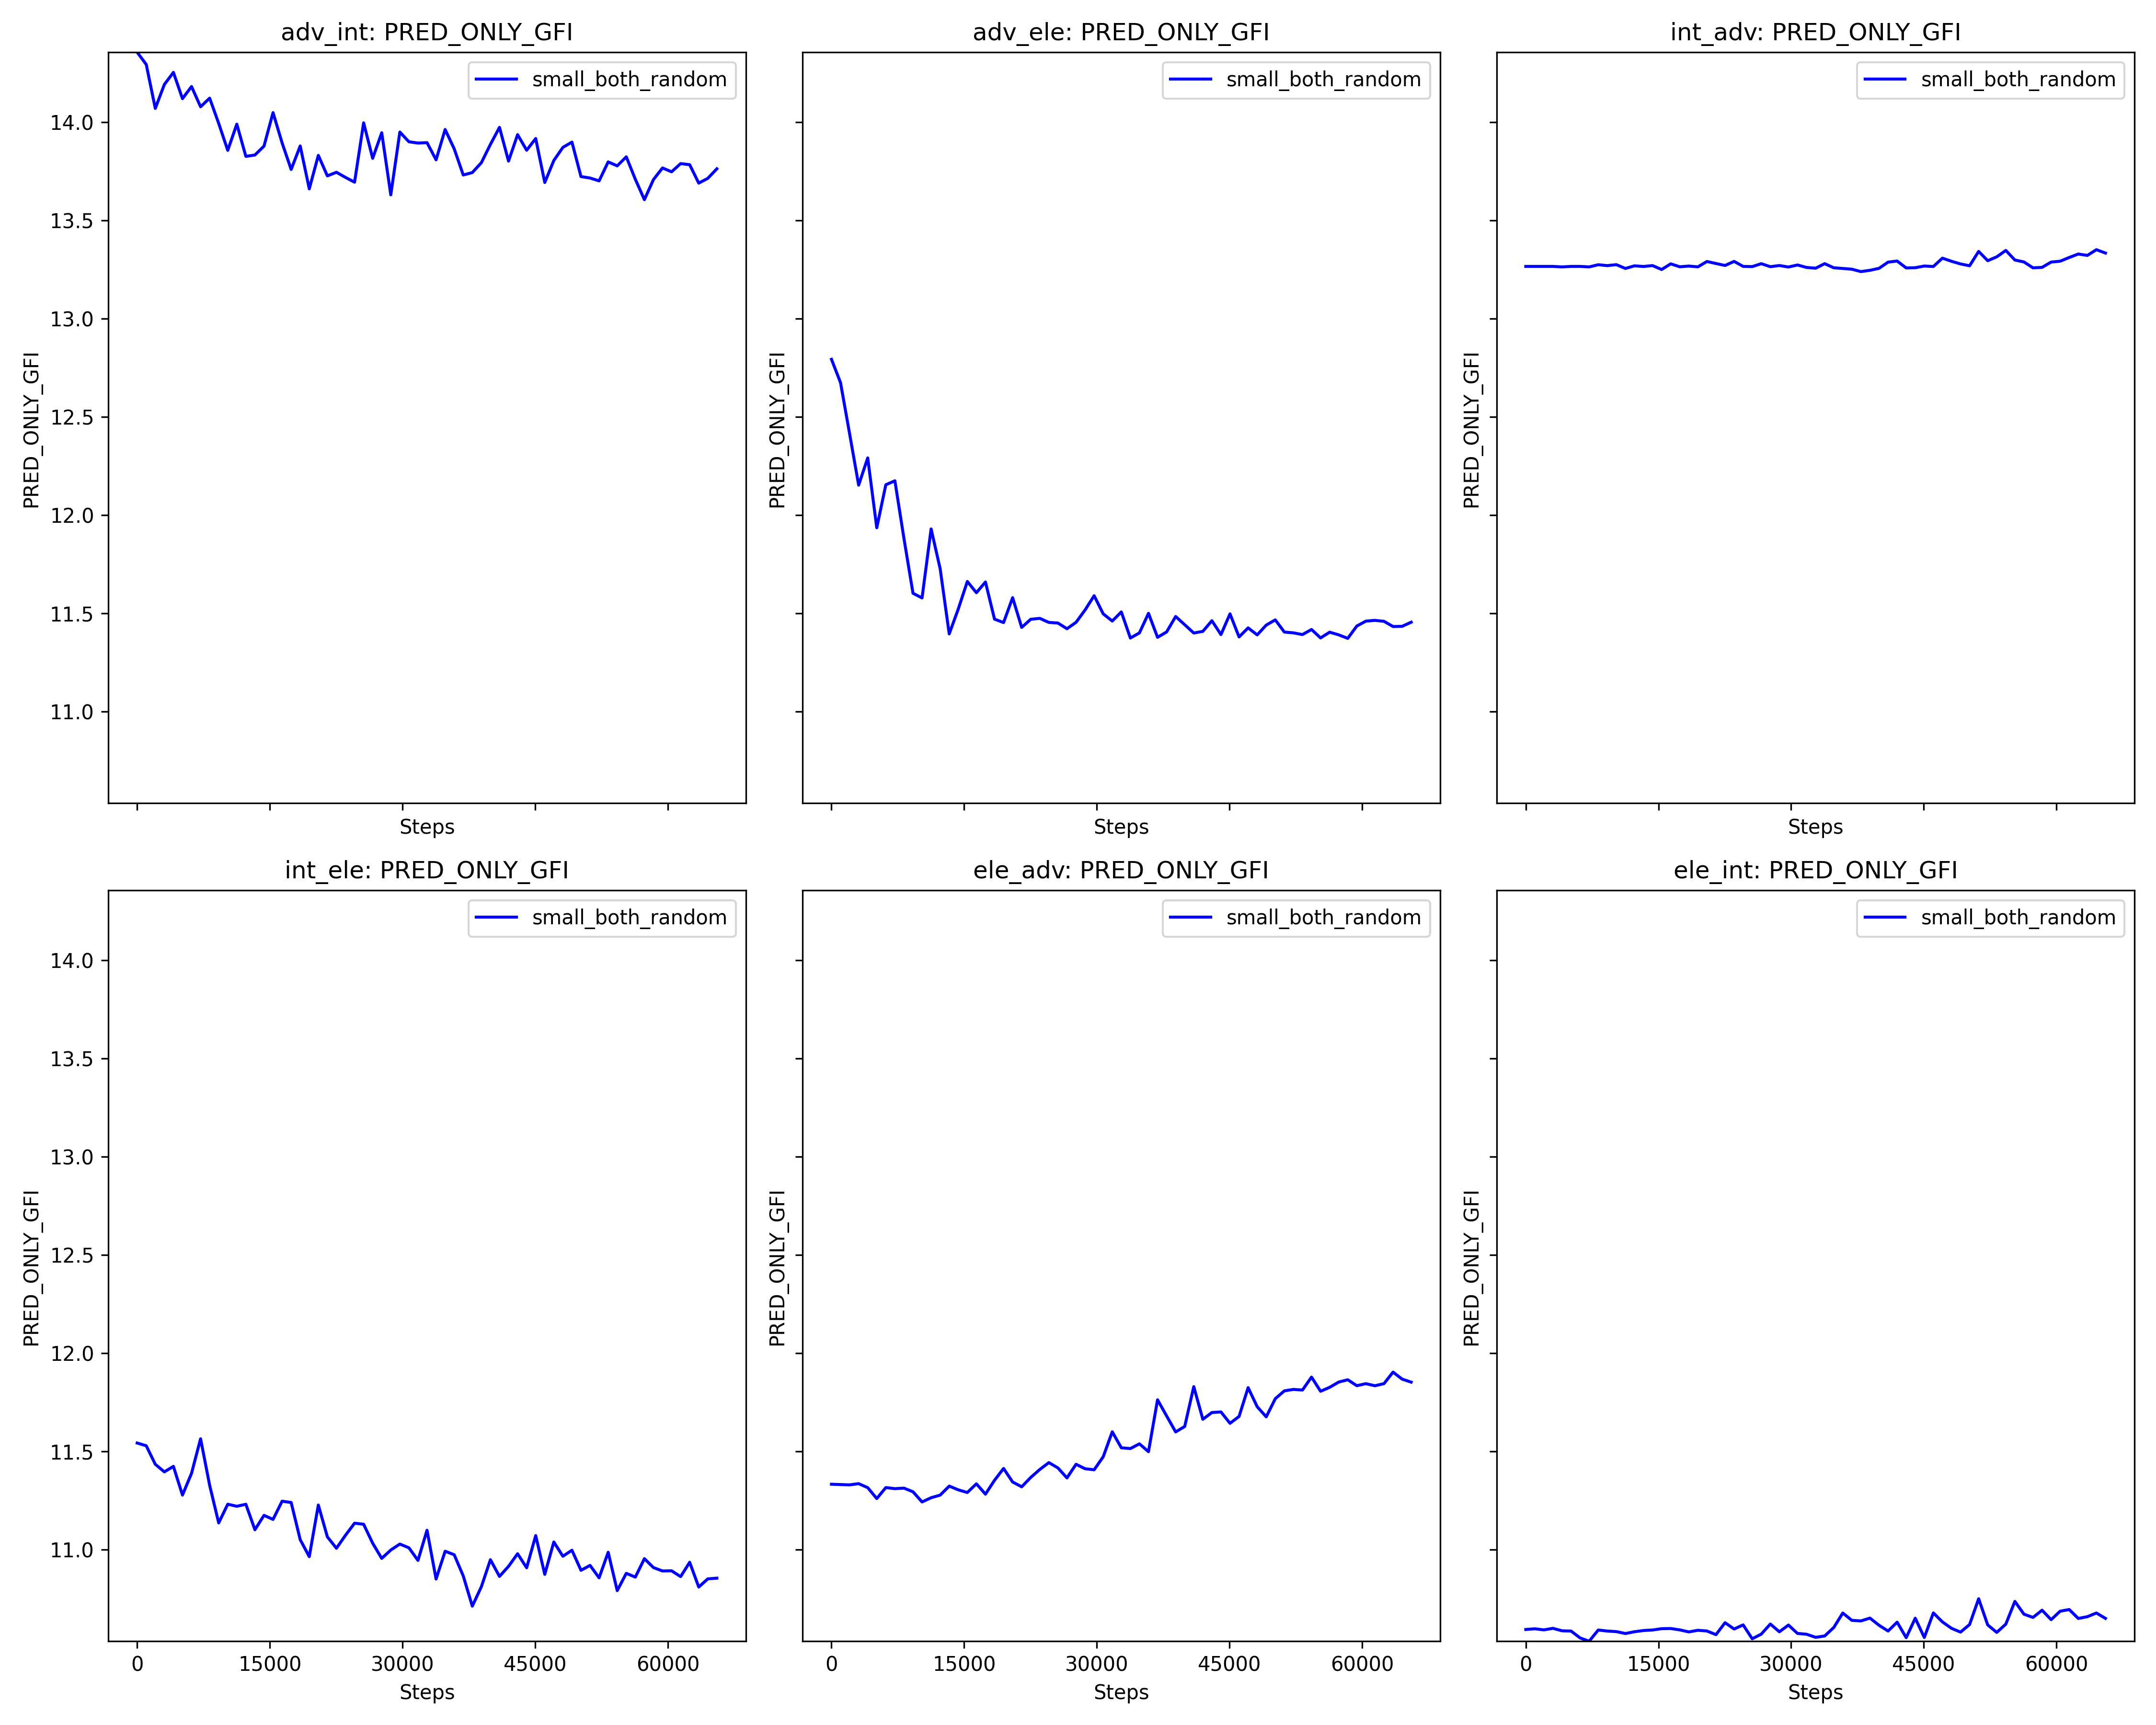 adv_int: PRED_ONLY_GFI
small_both_random
PRED_ONLY_GFI
14.0
13.5
13.0
12.5
12.0
11.5
11.0
Steps
adv_ele: PRED_ONLY_GFI
small_both_random
PRED_ONLY_GFI
Steps
int_adv: PRED_ONLY_GFI
small_both_random
PRED_ONLY_GFI
Steps
int_ele: PRED_ONLY_GFI
small_both_random
PRED_ONLY_GFI
14.0
13.5
13.0
12.5
12.0
11.5
11.0
0 15000 30000 45000 60000
Steps
ele_adv: PRED_ONLY_GFI
small_both_random
PRED_ONLY_GFI
0 15000 30000 45000 60000
Steps
ele_int: PRED_ONLY_GFI
small_both_random
PRED_ONLY_GFI
0 15000 30000 45000 60000
Steps